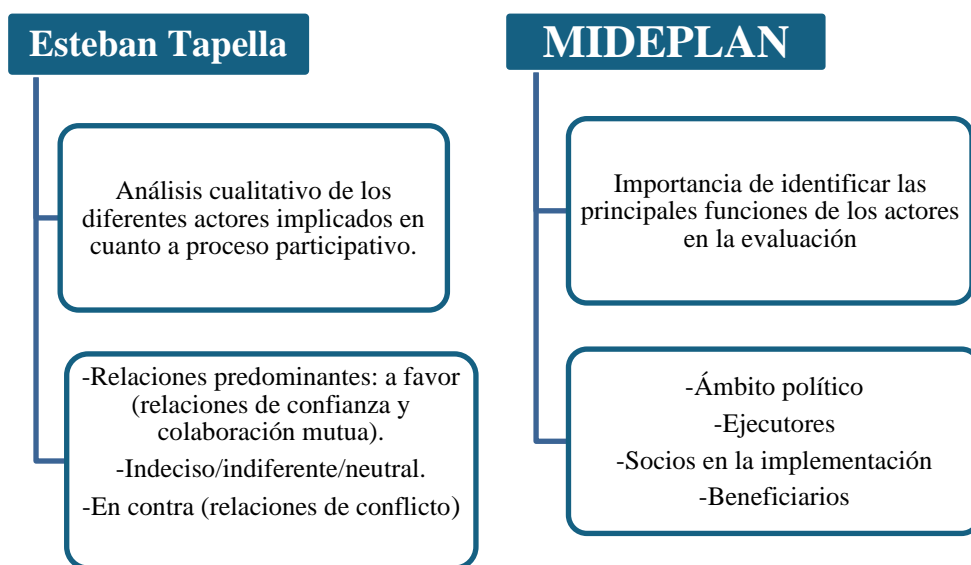 Esteban Tapella
Análisis cualitativo de los
diferentes actores implicados en
cuanto a proceso participativo.
-Relaciones predominantes: a favor
(relaciones de confianza y
colaboración mutua).
-Indeciso/indiferente/neutral.
-En contra (relaciones de conflicto)
MIDEPLAN
Importancia de identificar las
principales funciones de los actores
en la evaluación
-Ámbito político
-Ejecutores
-Socios en la implementación
-Beneficiarios